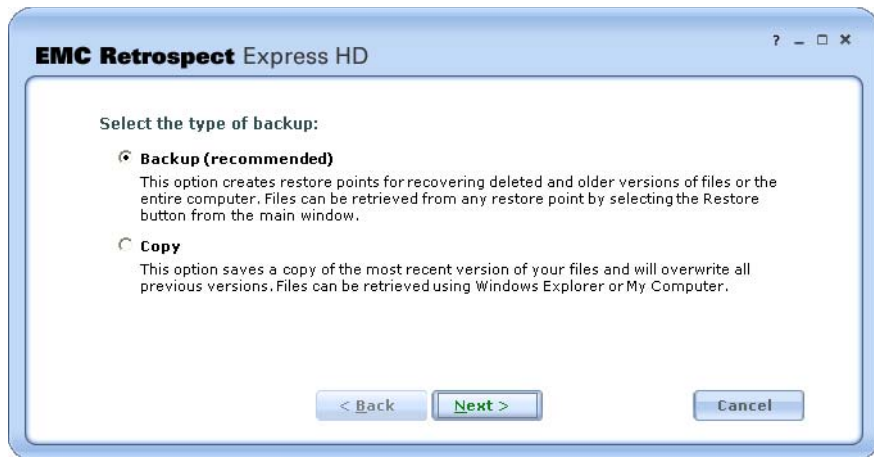 EMC Retrospect Express HD
? _ □ ×
Select the type of backup:
Backup (recommended)
This option creates restore points for recovering deleted and older versions of files or the
entire computer. Files can be retrieved from any restore point by selecting the Restore
button from the main window.
Copy
This option saves a copy of the most recent version of your files and will overwrite all
previous versions. Files can be retrieved using Windows Explorer or My Computer.
< Back
Next >
Cancel